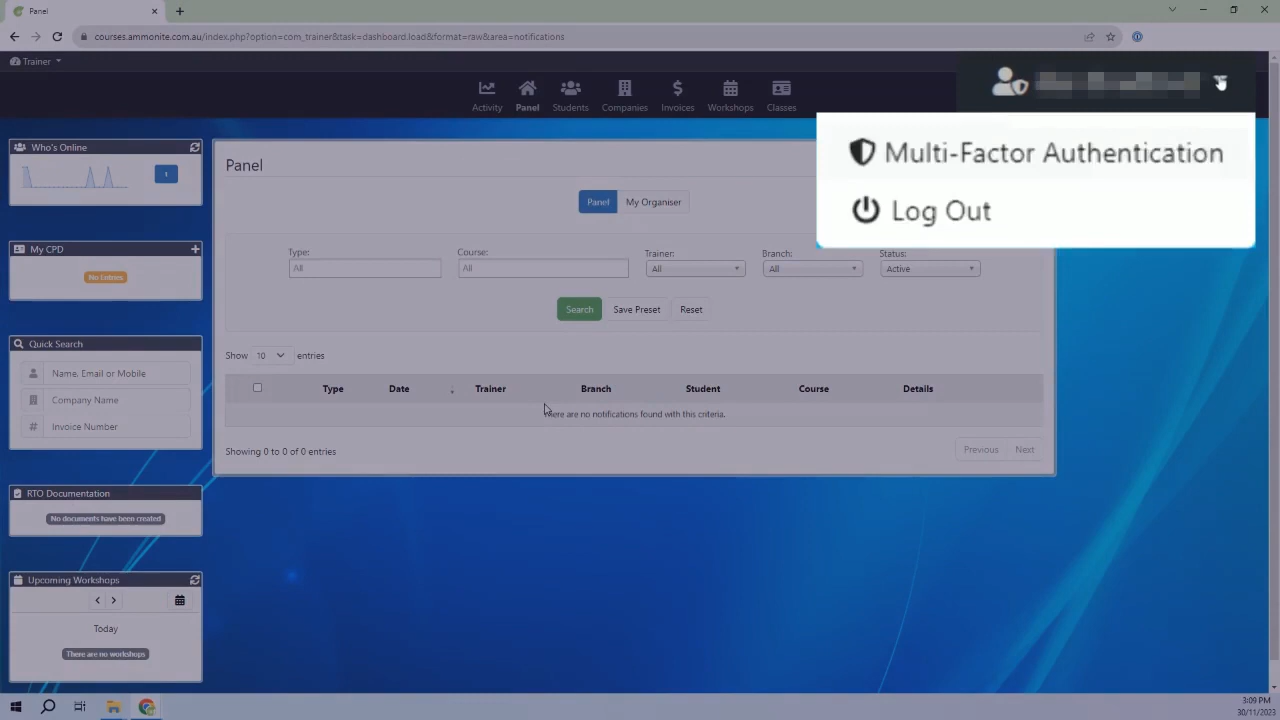 Panel
courses.ammonite.com.au/index.php?option=com_trainer&task=dashboard.load&format=raw&area=notifications
Trainer
Activity
Panel
Students
Companies
Invoices
Workshops
Classes
Multi-Factor Authentication
Log Out
Who's Online
1
My CPD
No Entries
Quick Search
Name, Email or Mobile
Company Name
Invoice Number
RTO Documentation
No documents have been created
Upcoming Workshops
Today
There are no workshops
Panel
Panel
My Organiser
Type:
Course:
Trainer:
Branch:
Status:
All
All
All
All
Active
Search
Save Preset
Reset
Show 10 entries
Type
Date
Trainer
Branch
Student
Course
Details
There are no notifications found with this criteria.
Showing 0 to 0 of 0 entries
Previous
Next
3:09 PM
30/11/2023